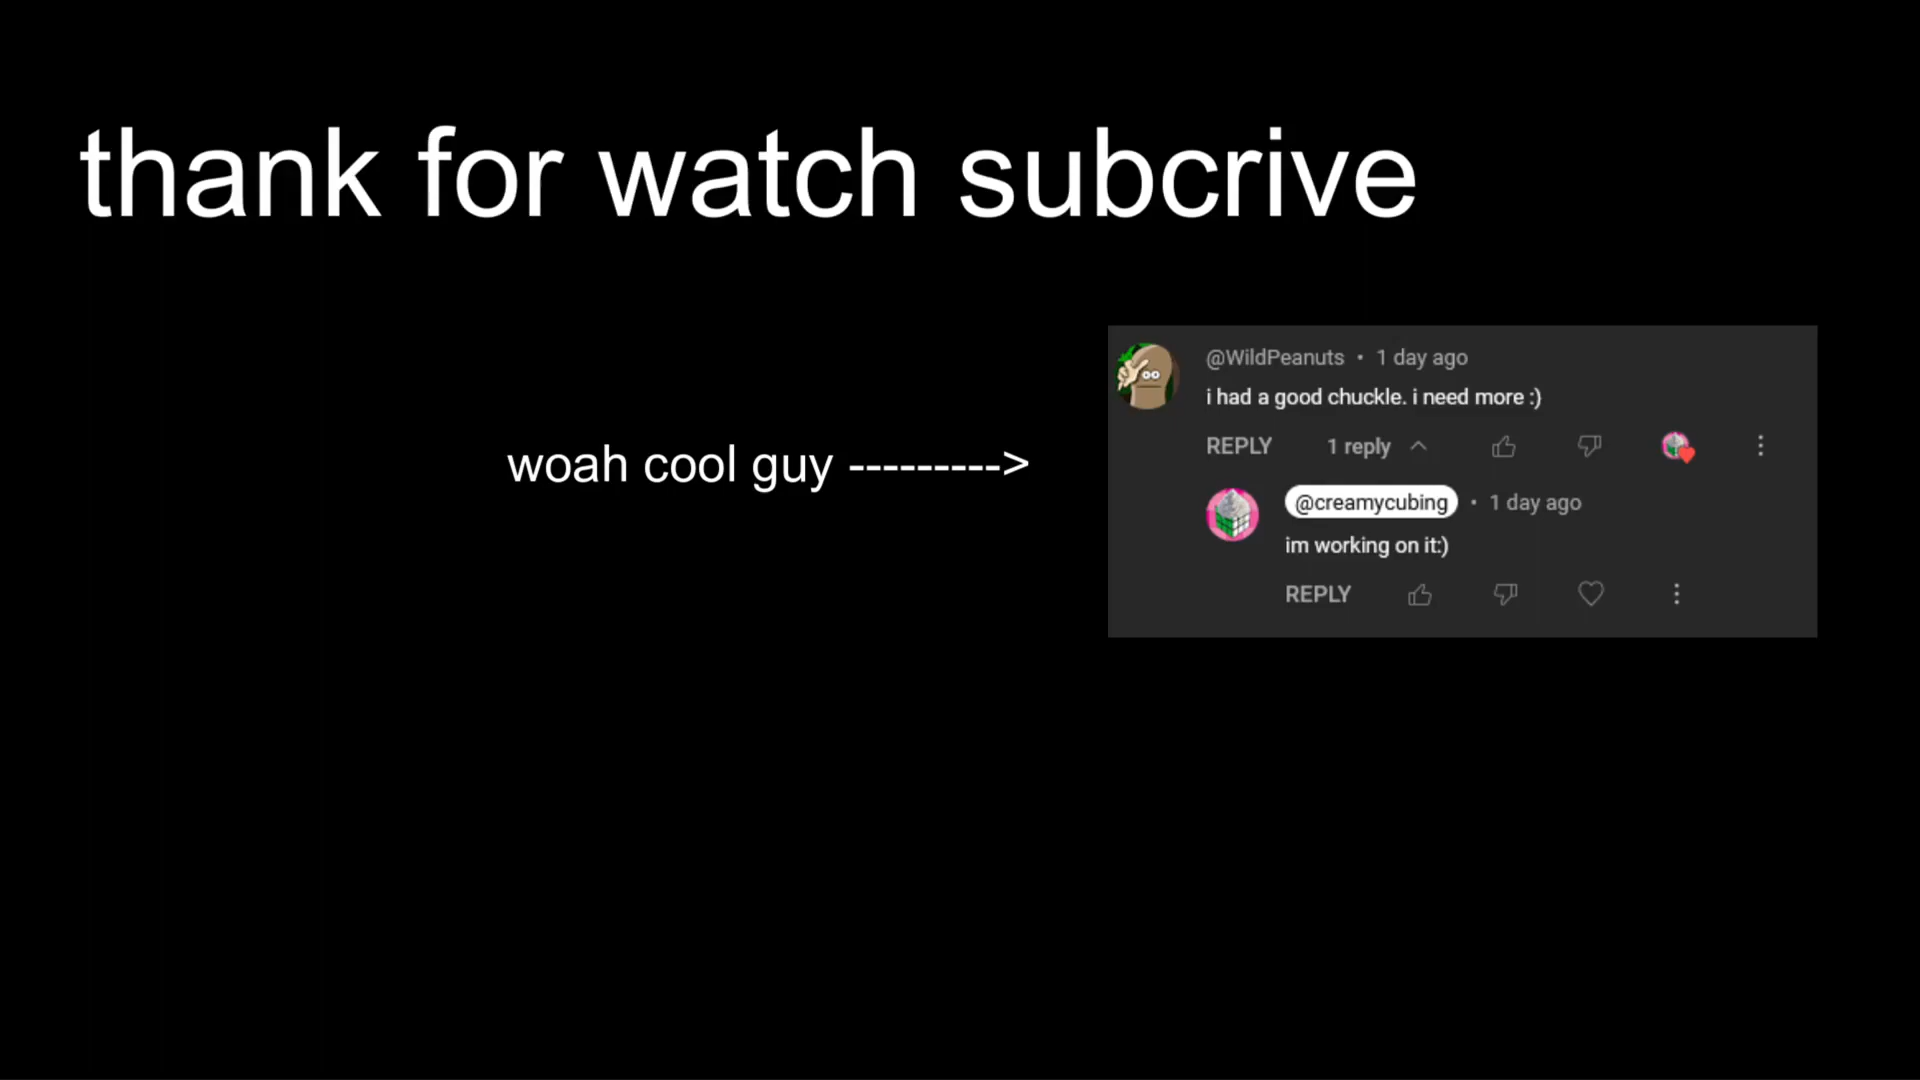 thank for watch subcrive
woah cool guy --------->
@WildPeanuts • 1 day ago
i had a good chuckle. i need more :)
REPLY 1 reply
@creamycubing • 1 day ago
im working on it:)
REPLY